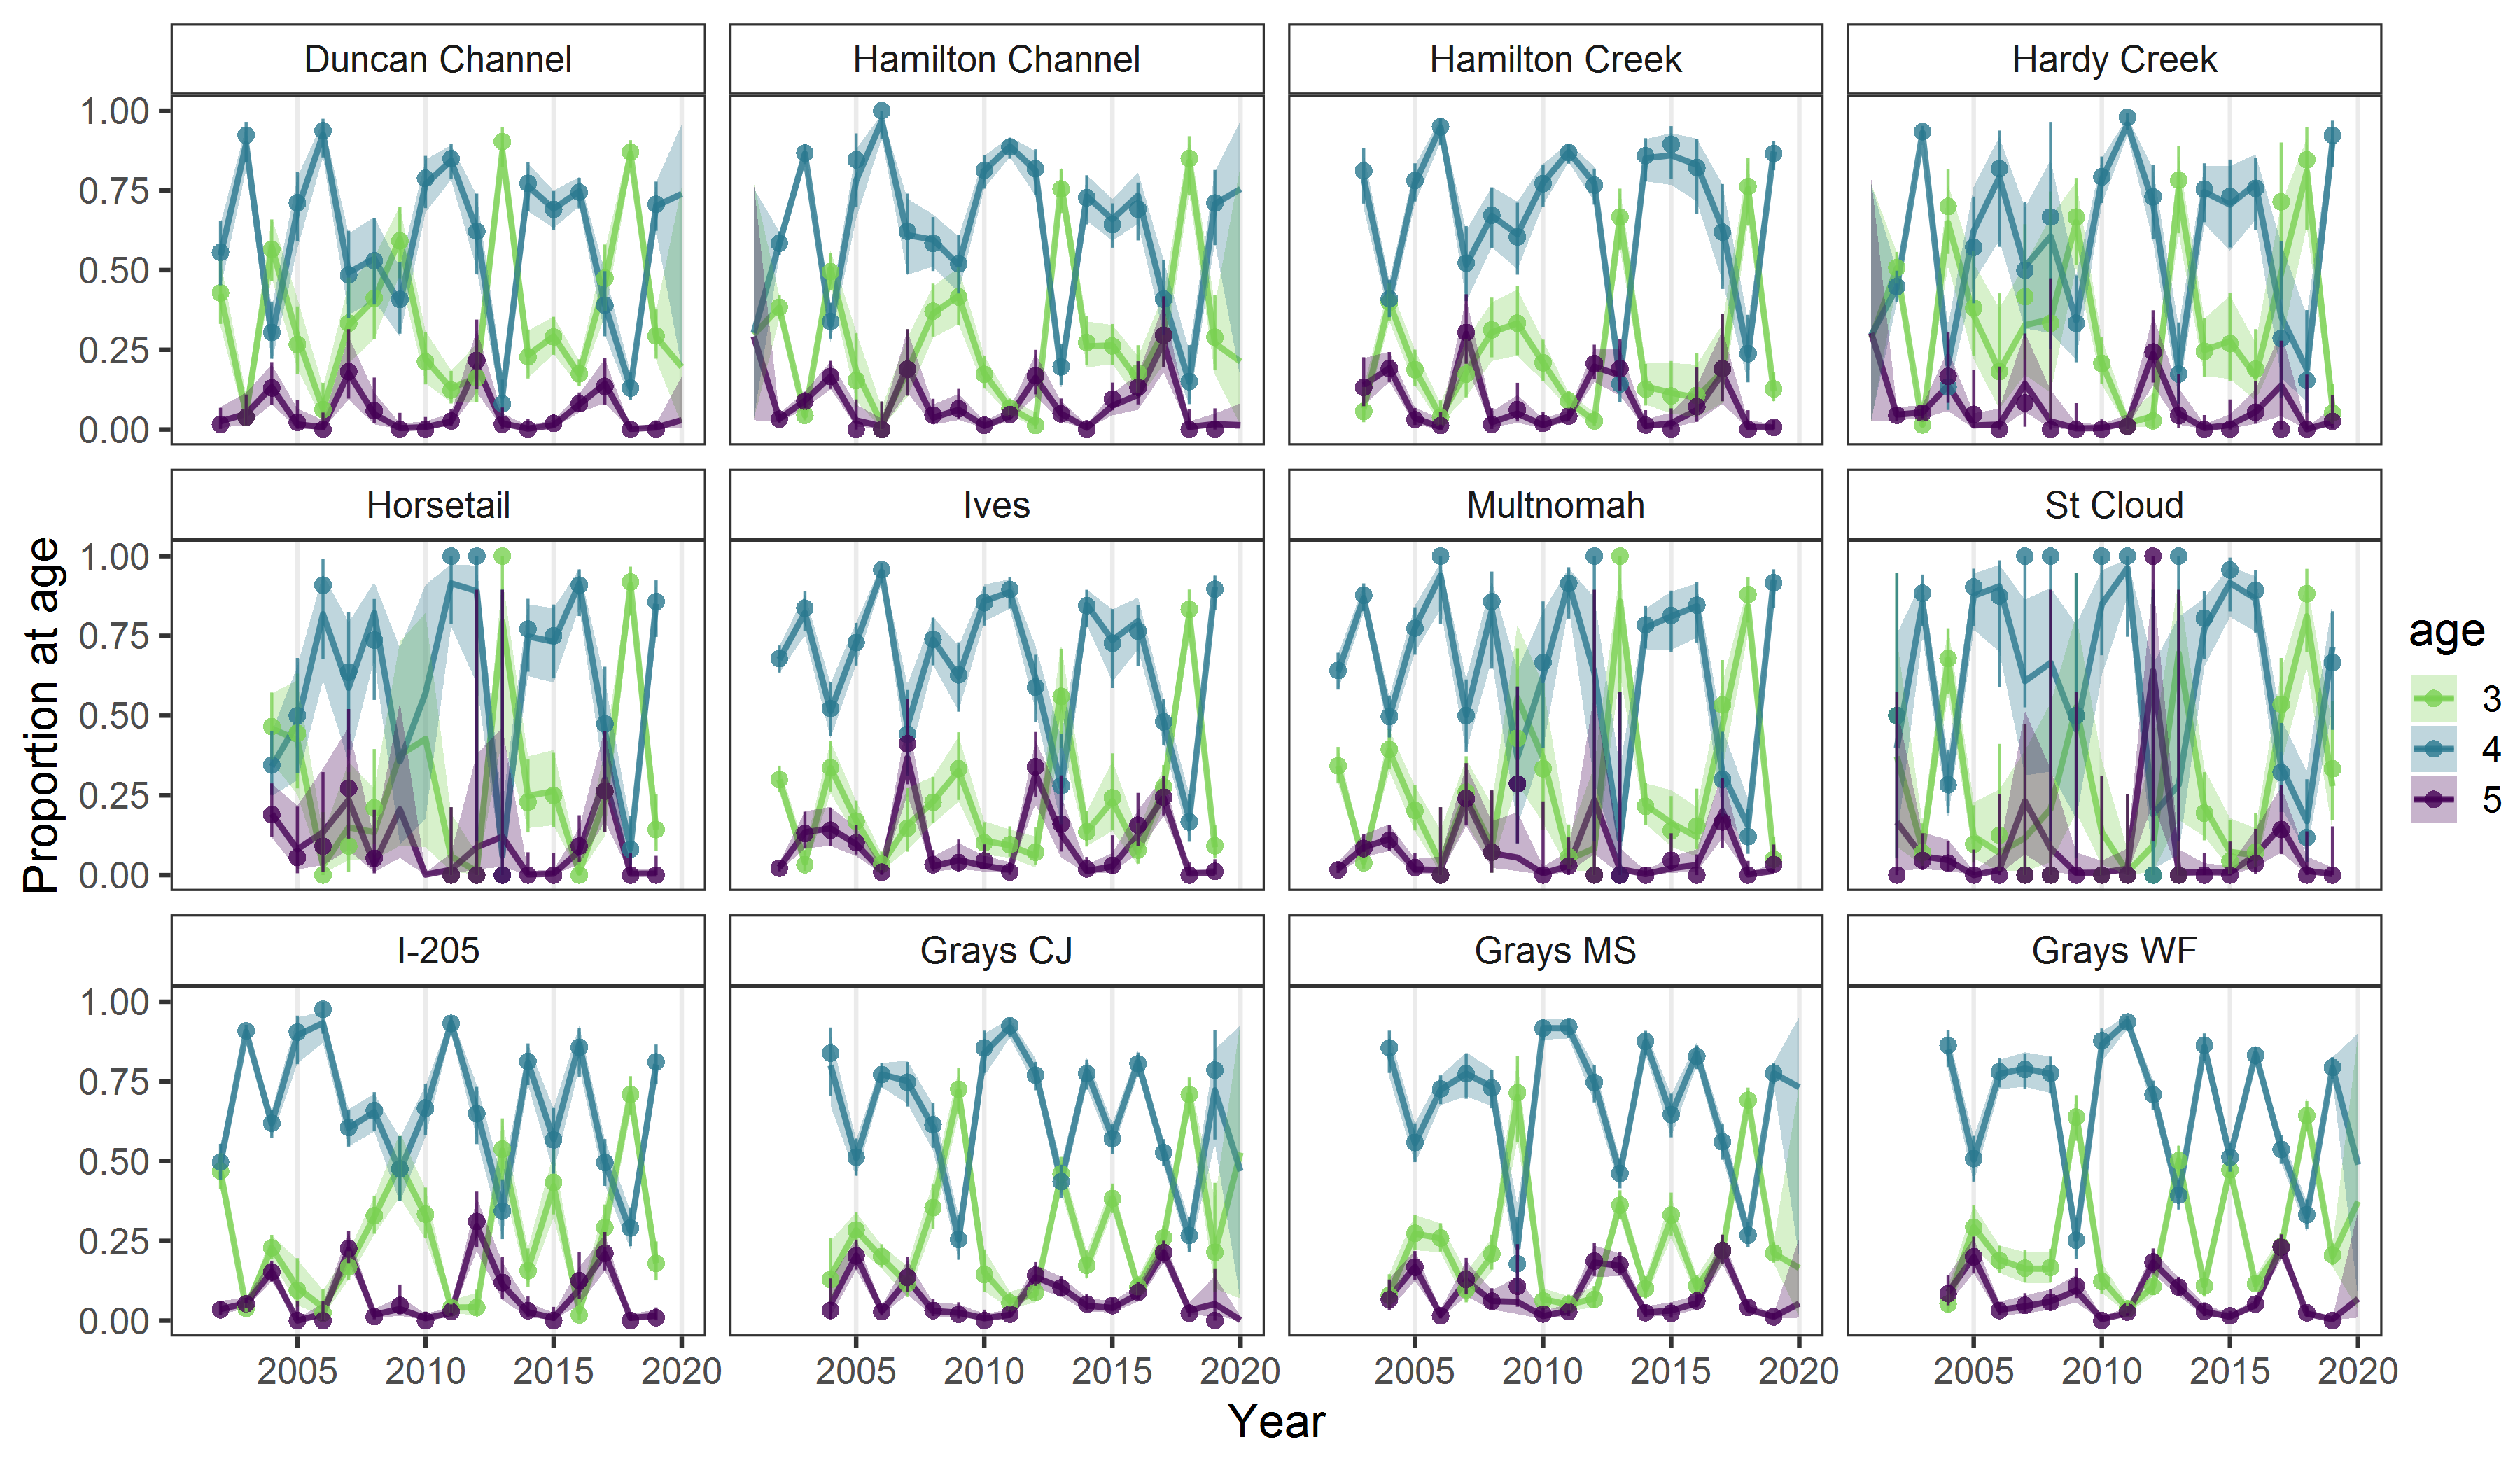 Duncan Channel Hamilton Channel Hamilton Creek Hardy Creek
1.00
0.75
0.50
0.25
0.00
Horsetail Ives Multnomah St Cloud
1.00
0.75
0.50
0.25
0.00
I-205 Grays CJ Grays MS Grays WF
1.00
0.75
0.50
0.25
0.00
2005 2010 2015 2020 2005 2010 2015 2020 2005 2010 2015 2020 2005 2010 2015 2020
Year
Proportion at age
age
3
4
5